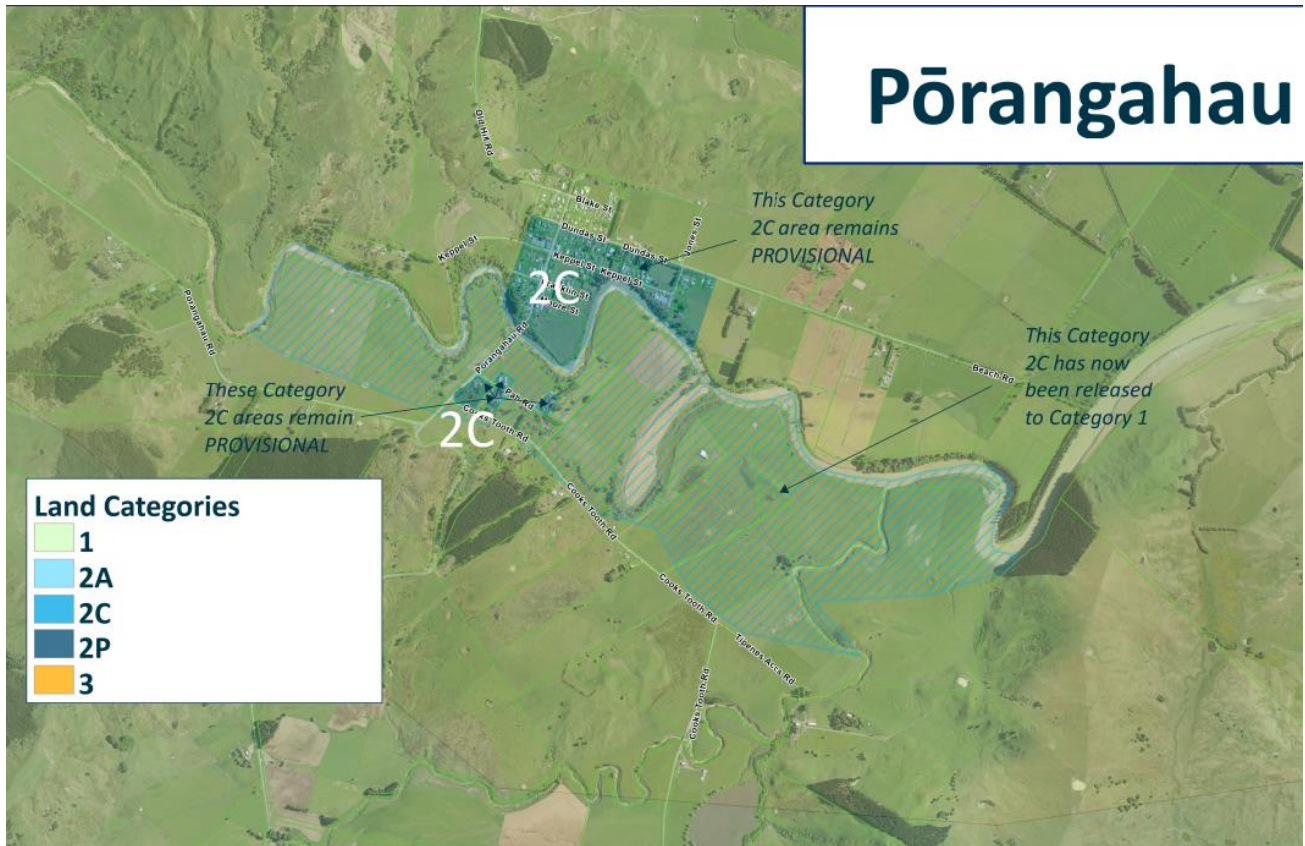 Pōrangahau
Old Hill Rd
Blake St
This Category
2C area remains
PROVISIONAL
Jones St
Dundas St
Dundas St
Keppel St
Keppel St
Keppel St
2C
Porangahau Rd
Porangahau Rd
This Category
2C has now
been released
to Category 1
Beach Rd
These Category
2C areas remain
PROVISIONAL
Pah Rd
Cooks Tooth Rd
2C
Cooks Tooth Rd
Cooks Tooth Rd
Tipenes Accs Rd
Cooks Tooth Rd
Land Categories
1
2A
2C
2P
3